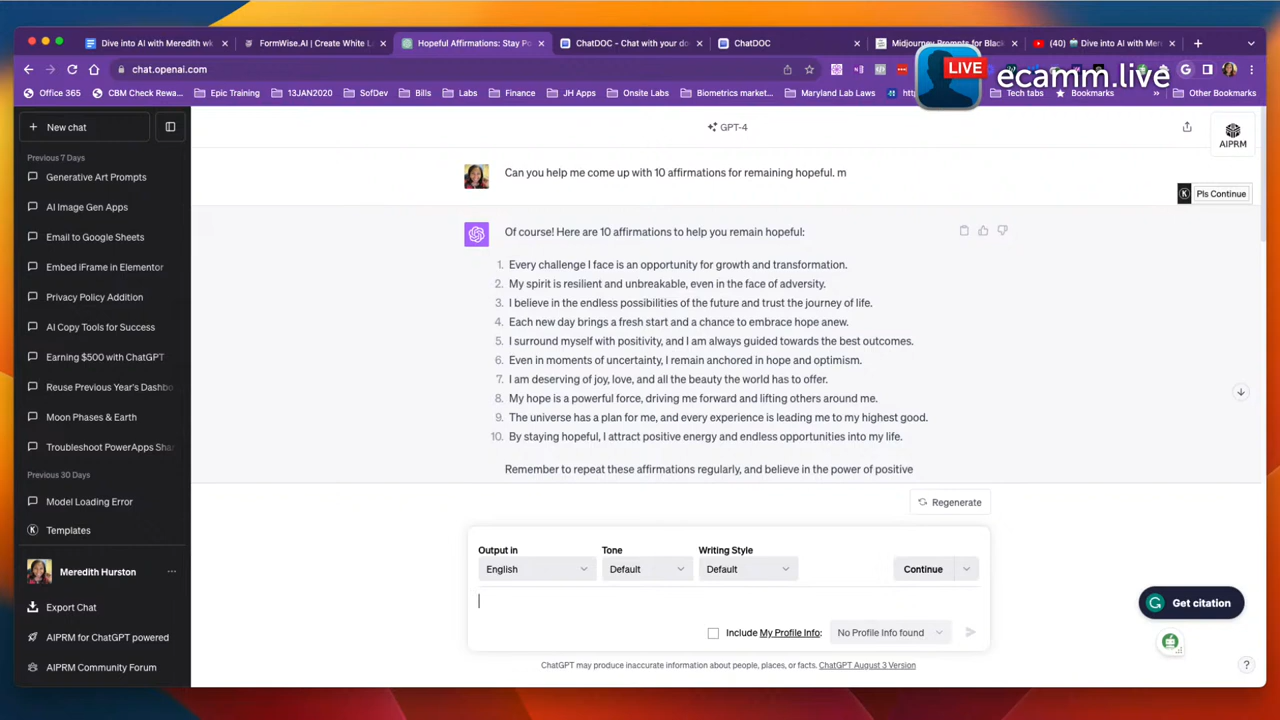 Dive into AI with Meredith wi
FormWise.AI | Create White L
Hopeful Affirmations: Stay Po
ChatDOC - Chat with your do
ChatDOC
Midjourney Prompts for Black
Dive into AI with Mer
LIVE
ecamm.live
chat.openai.com
Office 365
CBM Check Rewa...
Epic Training
13JAN2020
SofDev
Bills
Labs
Finance
JH Apps
Onsite Labs
Biometrics market...
Maryland Lab Laws
Tech tabs
Bookmarks
Other Bookmarks
New chat
GPT-4
AIPRM
Previous 7 Days
Generative Art Prompts
AI Image Gen Apps
Email to Google Sheets
Embed iFrame in Elementor
Privacy Policy Addition
AI Copy Tools for Success
Earning $500 with ChatGPT
Reuse Previous Year's Dashbo
Moon Phases & Earth
Troubleshoot PowerApps Sha
Previous 30 Days
Model Loading Error
K Templates
Meredith Hurston ...
Export Chat
AIPRM for ChatGPT powered
AIPRM Community Forum
Can you help me come up with 10 affirmations for remaining hopeful. m
K Pls Continue
Of course! Here are 10 affirmations to help you remain hopeful:
1. Every challenge I face is an opportunity for growth and transformation.
2. My spirit is resilient and unbreakable, even in the face of adversity.
3. I believe in the endless possibilities of the future and trust the journey of life.
4. Each new day brings a fresh start and a chance to embrace hope anew.
5. I surround myself with positivity, and I am always guided towards the best outcomes.
6. Even in moments of uncertainty, I remain anchored in hope and optimism.
7. I am deserving of joy, love, and all the beauty the world has to offer.
8. My hope is a powerful force, driving me forward and lifting others around me.
9. The universe has a plan for me, and every experience is leading me to my highest good.
10. By staying hopeful, I attract positive energy and endless opportunities into my life.
Remember to repeat these affirmations regularly, and believe in the power of positive
Regenerate
Output in
Tone
Writing Style
English
Default
Default
Continue
Include My Profile Info:
No Profile Info found
Get citation
ChatGPT may produce inaccurate information about people, places, or facts. ChatGPT August 3 Version
?